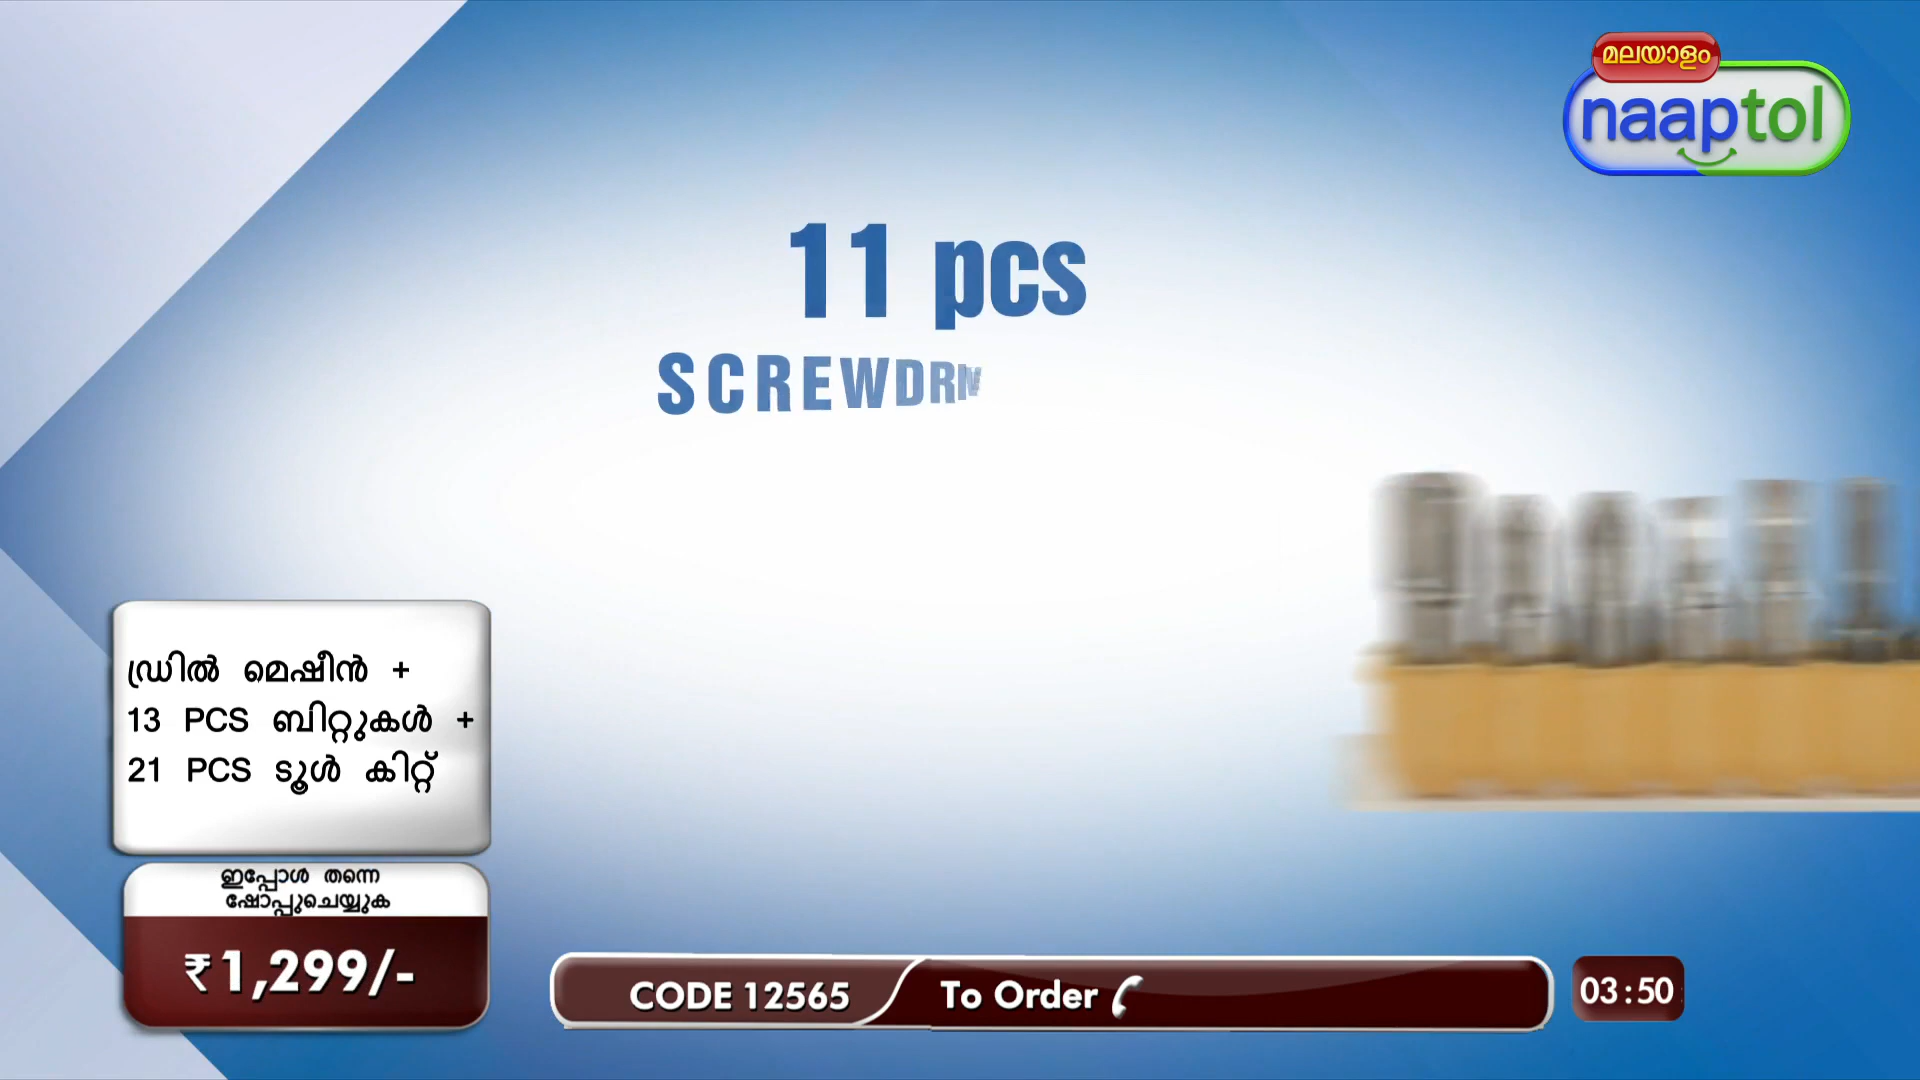 മലയാളം
naaptol
11 pcs
ഡ്രിൽ മെഷീൻ +
13 PCS ബിറ്റുകൾ +
21 PCS ടൂൾ കിറ്റ്
ഇപ്പോൾ തന്നെ
ഷോപ്പുചെയ്യുക
₹1,299/-
CODE 12565 To Order
03:50